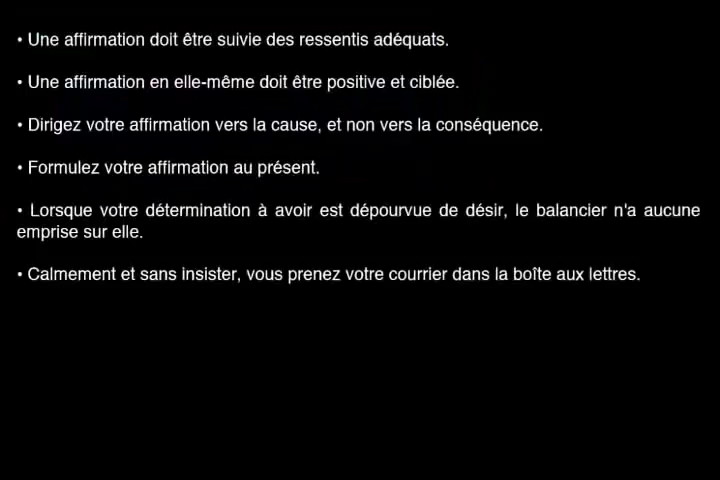 • Une affirmation doit être suivie des ressentis adéquats.
• Une affirmation en elle-même doit être positive et ciblée.
• Dirigez votre affirmation vers la cause, et non vers la conséquence.
• Formulez votre affirmation au présent.
• Lorsque votre détermination à avoir est dépourvue de désir, le balancier n'a aucune
emprise sur elle.
• Calmement et sans insister, vous prenez votre courrier dans la boîte aux lettres.